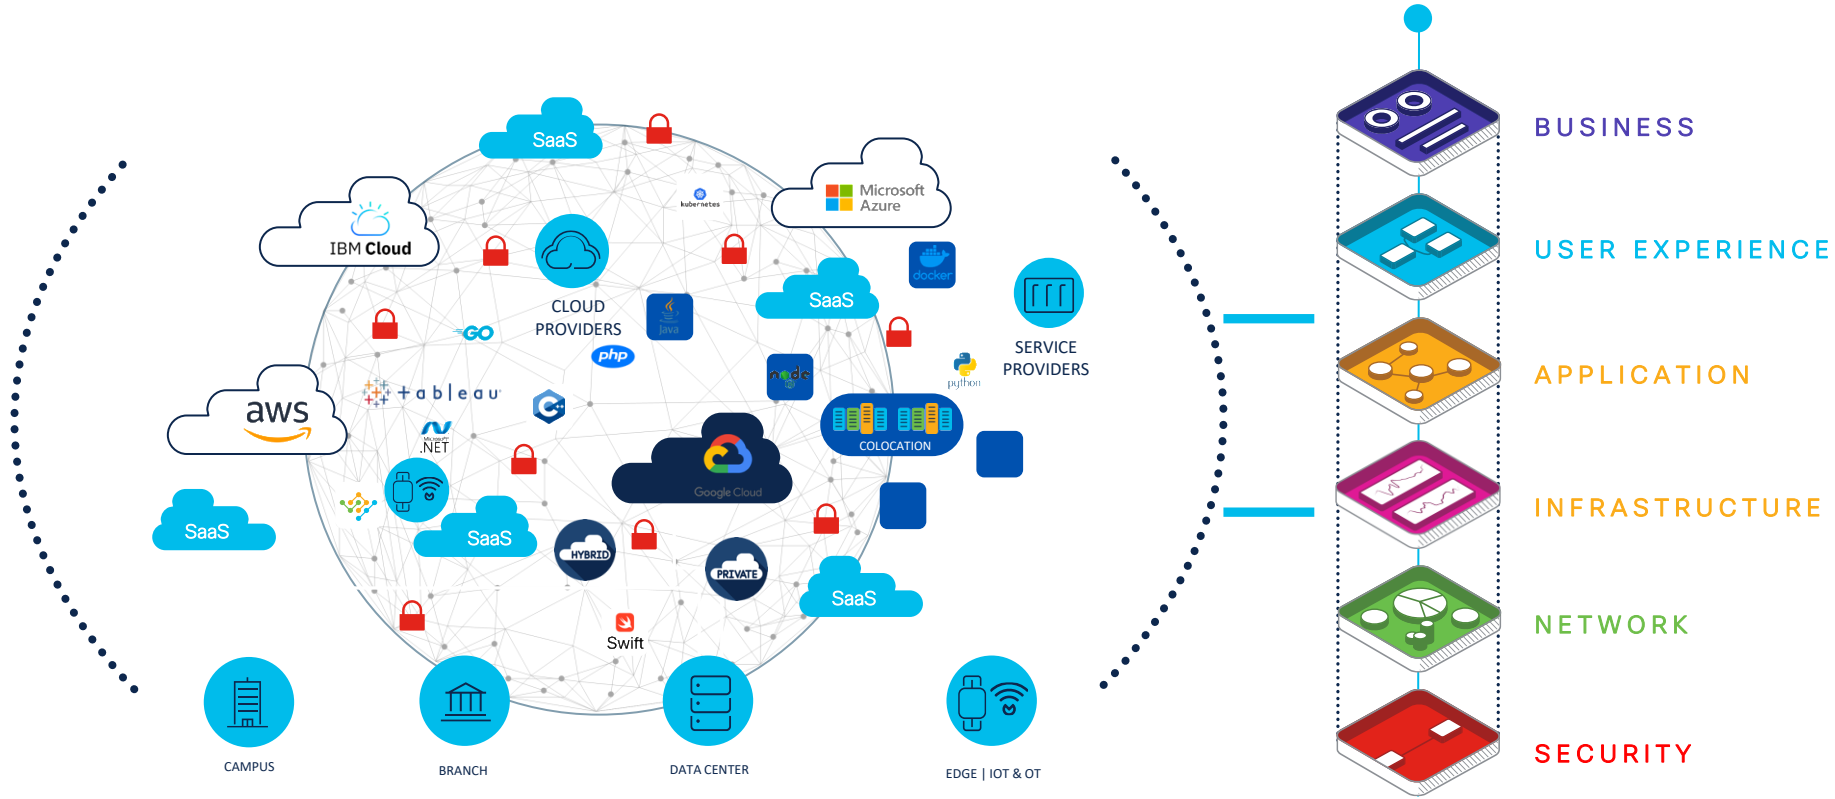 SaaS
kubernetes
Microsoft
Azure
IBM Cloud
docker
CLOUD
PROVIDERS
SaaS
Java
GO
php
SERVICE
PROVIDERS
node
python
tableau
aws
C++
Microsoft
.NET
COLOCATION
Google Cloud
SaaS
SaaS
HYBRID
PRIVATE
SaaS
Swift
CAMPUS
BRANCH
DATA CENTER
EDGE | IOT & OT
BUSINESS
USER EXPERIENCE
APPLICATION
INFRASTRUCTURE
NETWORK
SECURITY